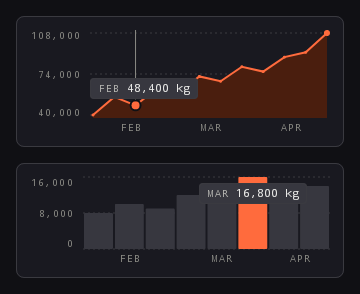 108,000
74,000
FEB 48,400 kg
40,000
FEB MAR APR
16,000
MAR 16,800 kg
8,000
0
FEB MAR APR